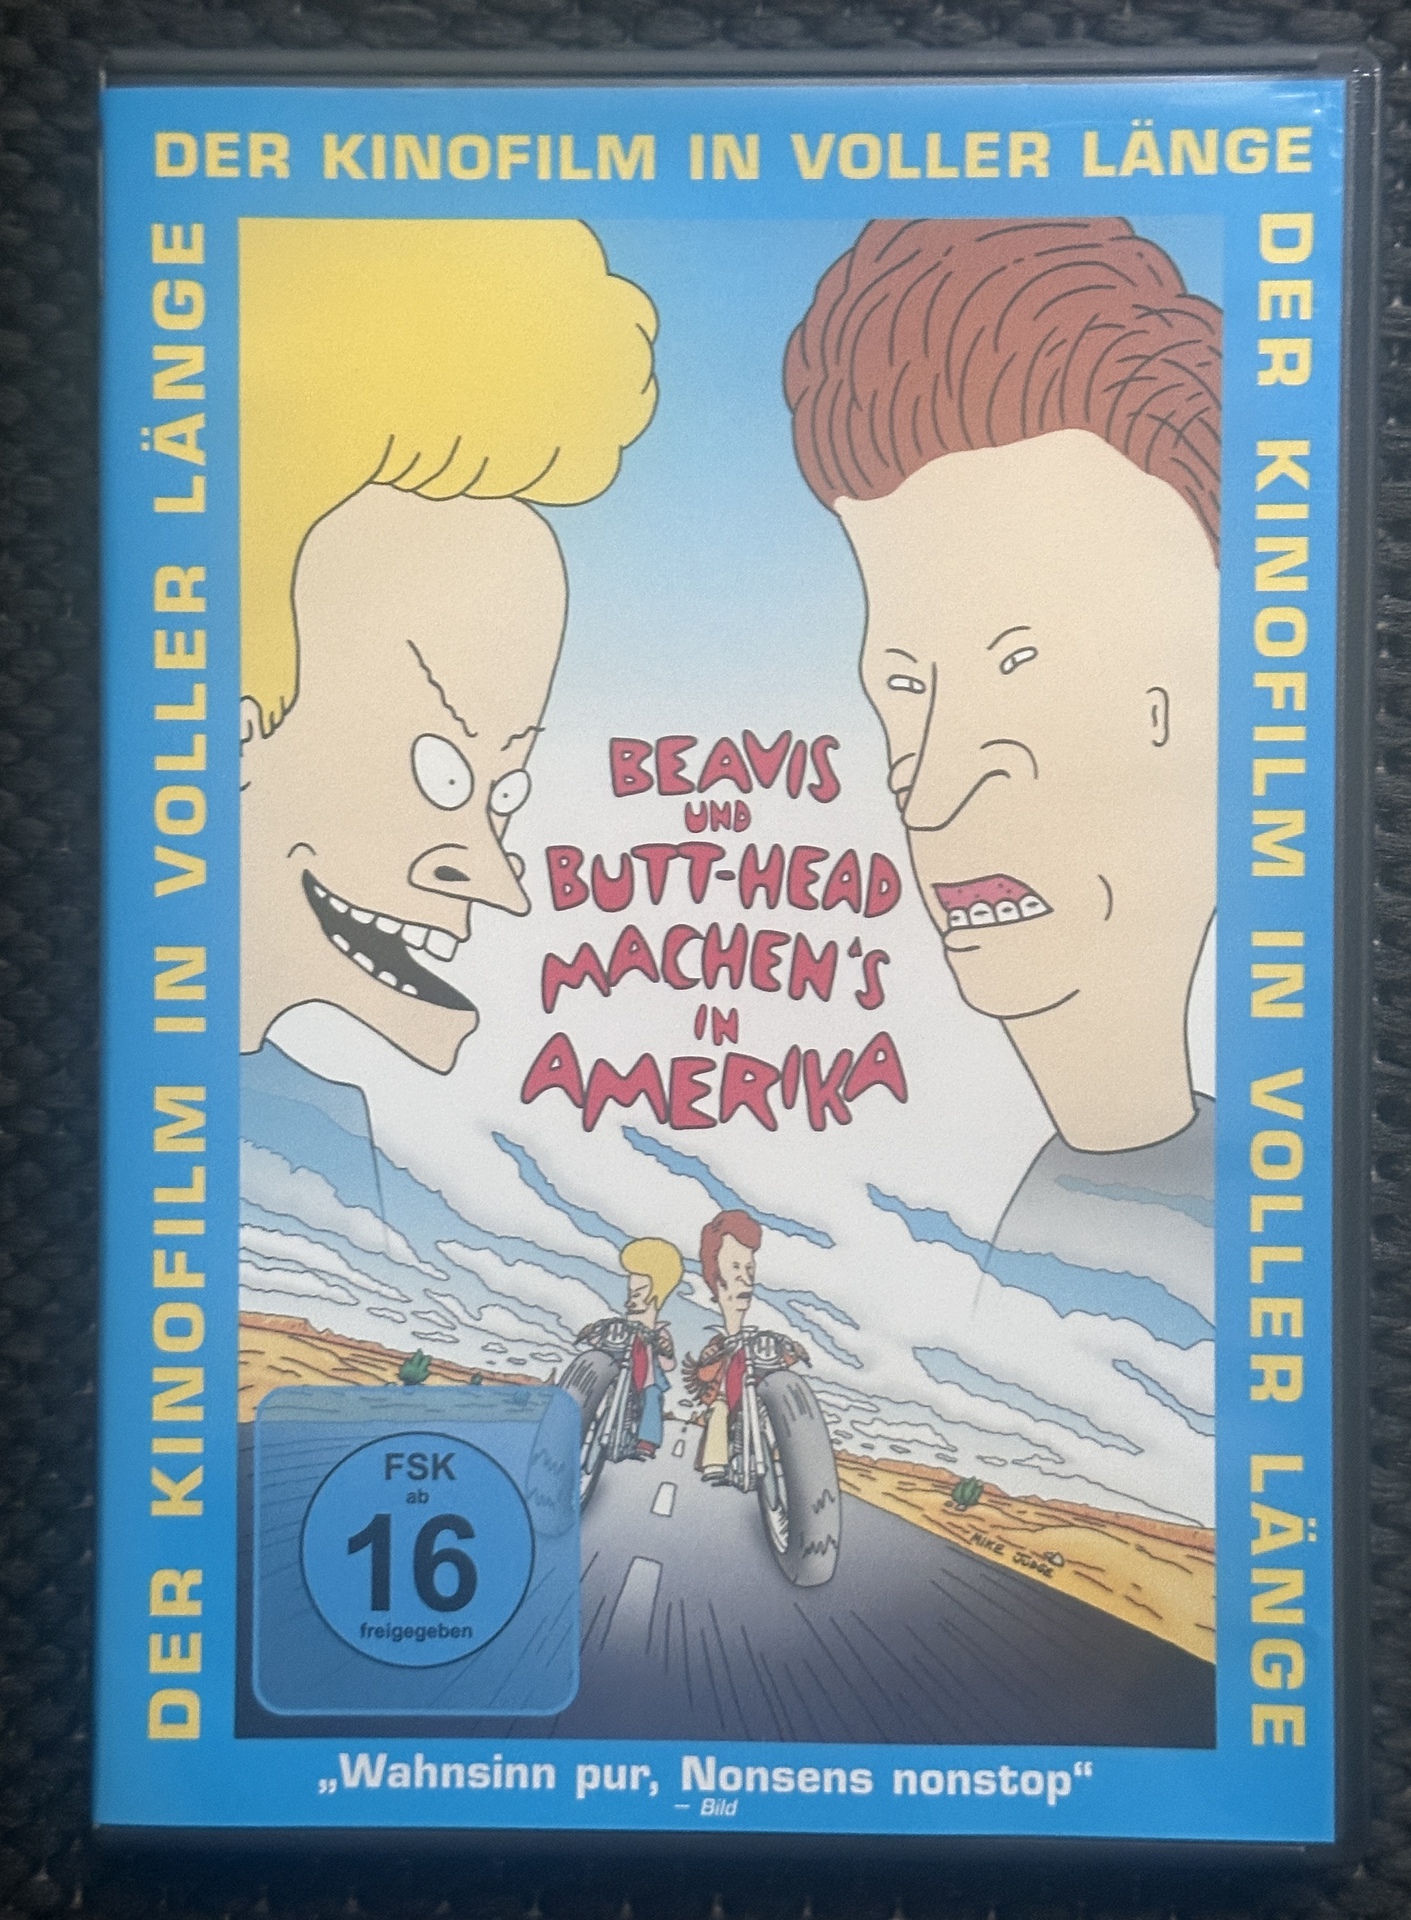 DER KINOFILM IN VOLLER LÄNGE
DER KINOFILM IN VOLLER LÄNGE
DER KINOFILM IN VOLLER LÄNGE
BEAVIS
UND
BUTT-HEAD
MACHEN'S
IN
AMERIKA
MIKE JUDGE
FSK
ab
16
freigegeben
„Wahnsinn pur, Nonsens nonstop“
– Bild